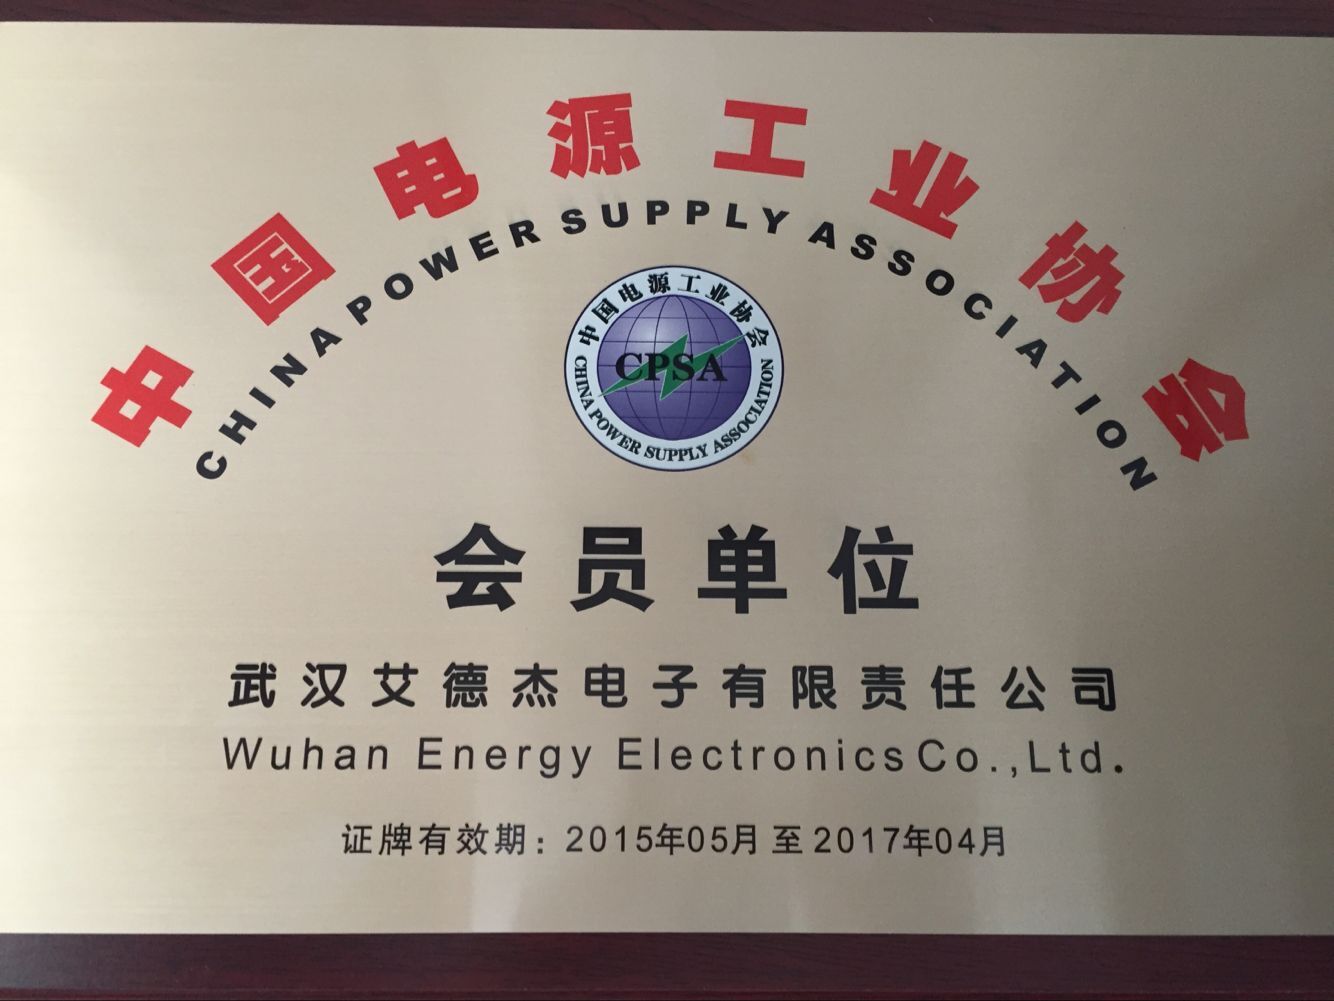 中国电源工业协会
CHINA POWER SUPPLY ASSOCIATION
中国电源工业协会
CPSA
CHINA POWER SUPPLY ASSOCIATION
会员单位
武汉艾德杰电子有限责任公司
Wuhan Energy Electronics Co.,Ltd.
证牌有效期：2015年05月至2017年04月